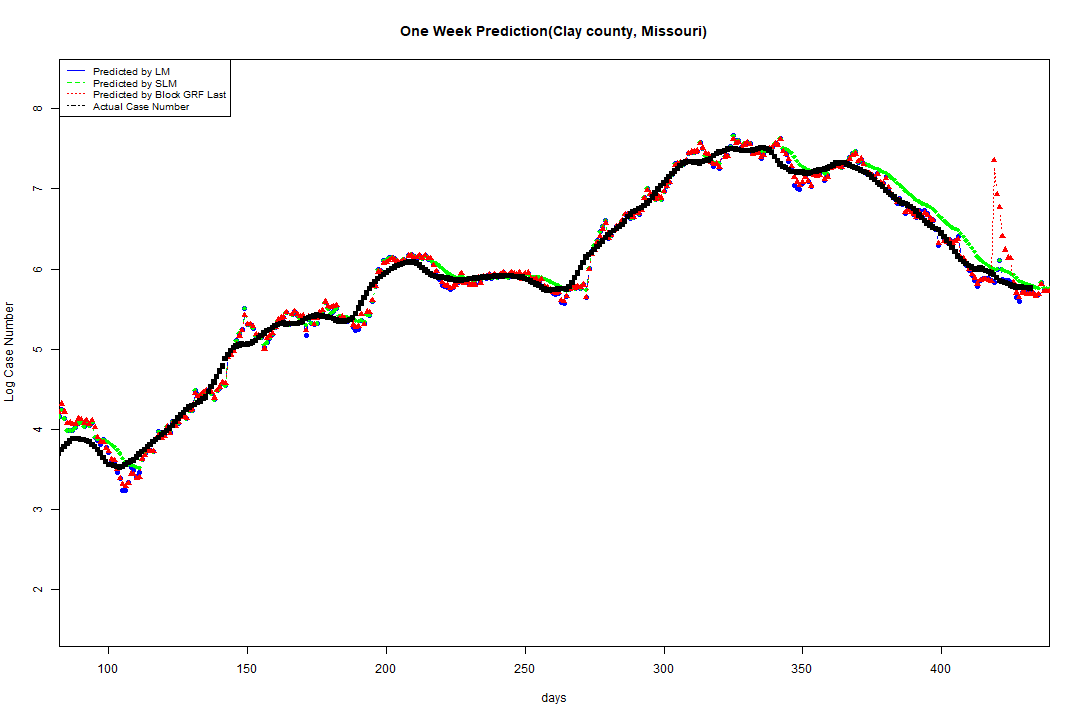 One Week Prediction(Clay county, Missouri)
Predicted by LM
Predicted by SLM
Predicted by Block GRF Last
Actual Case Number
8
7
6
5
4
3
2
Log Case Number
100 150 200 250 300 350 400
days